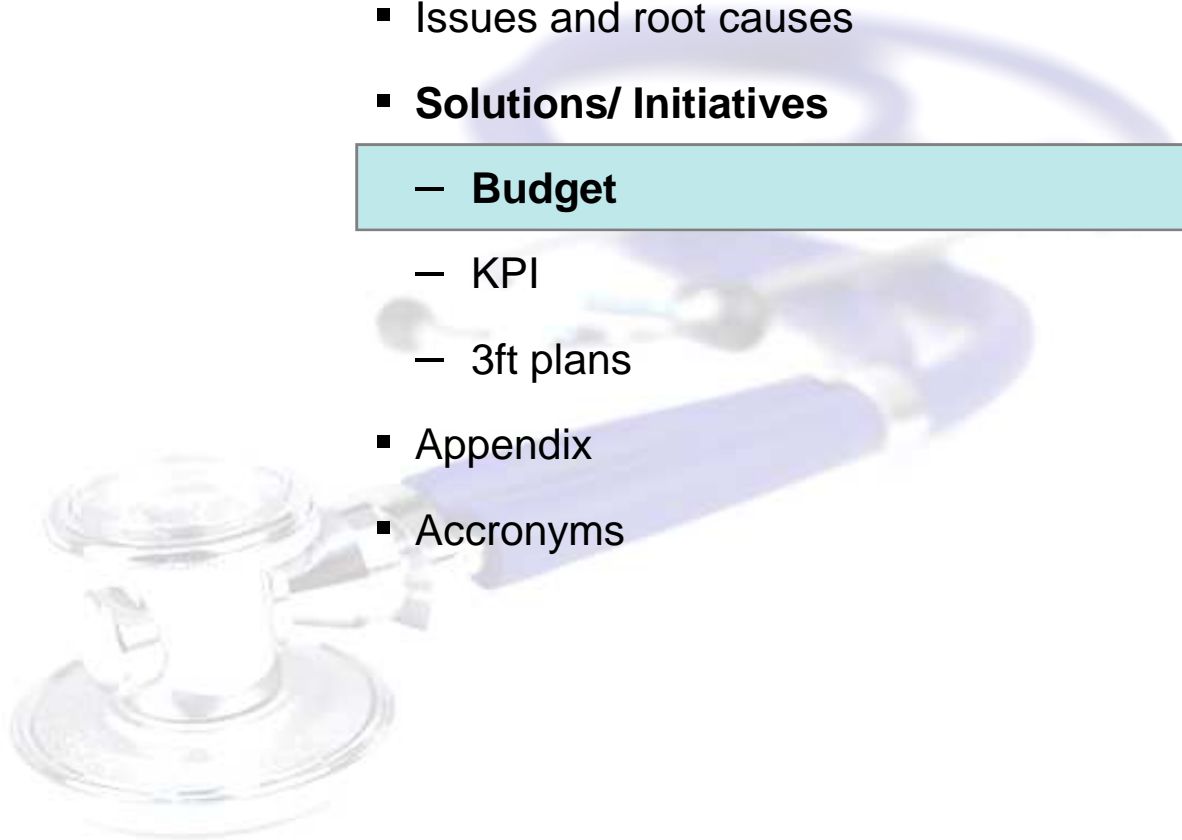 ▪ Issues and root causes
▪ Solutions/ Initiatives
– Budget
– KPI
– 3ft plans
▪ Appendix
▪ Accronyms